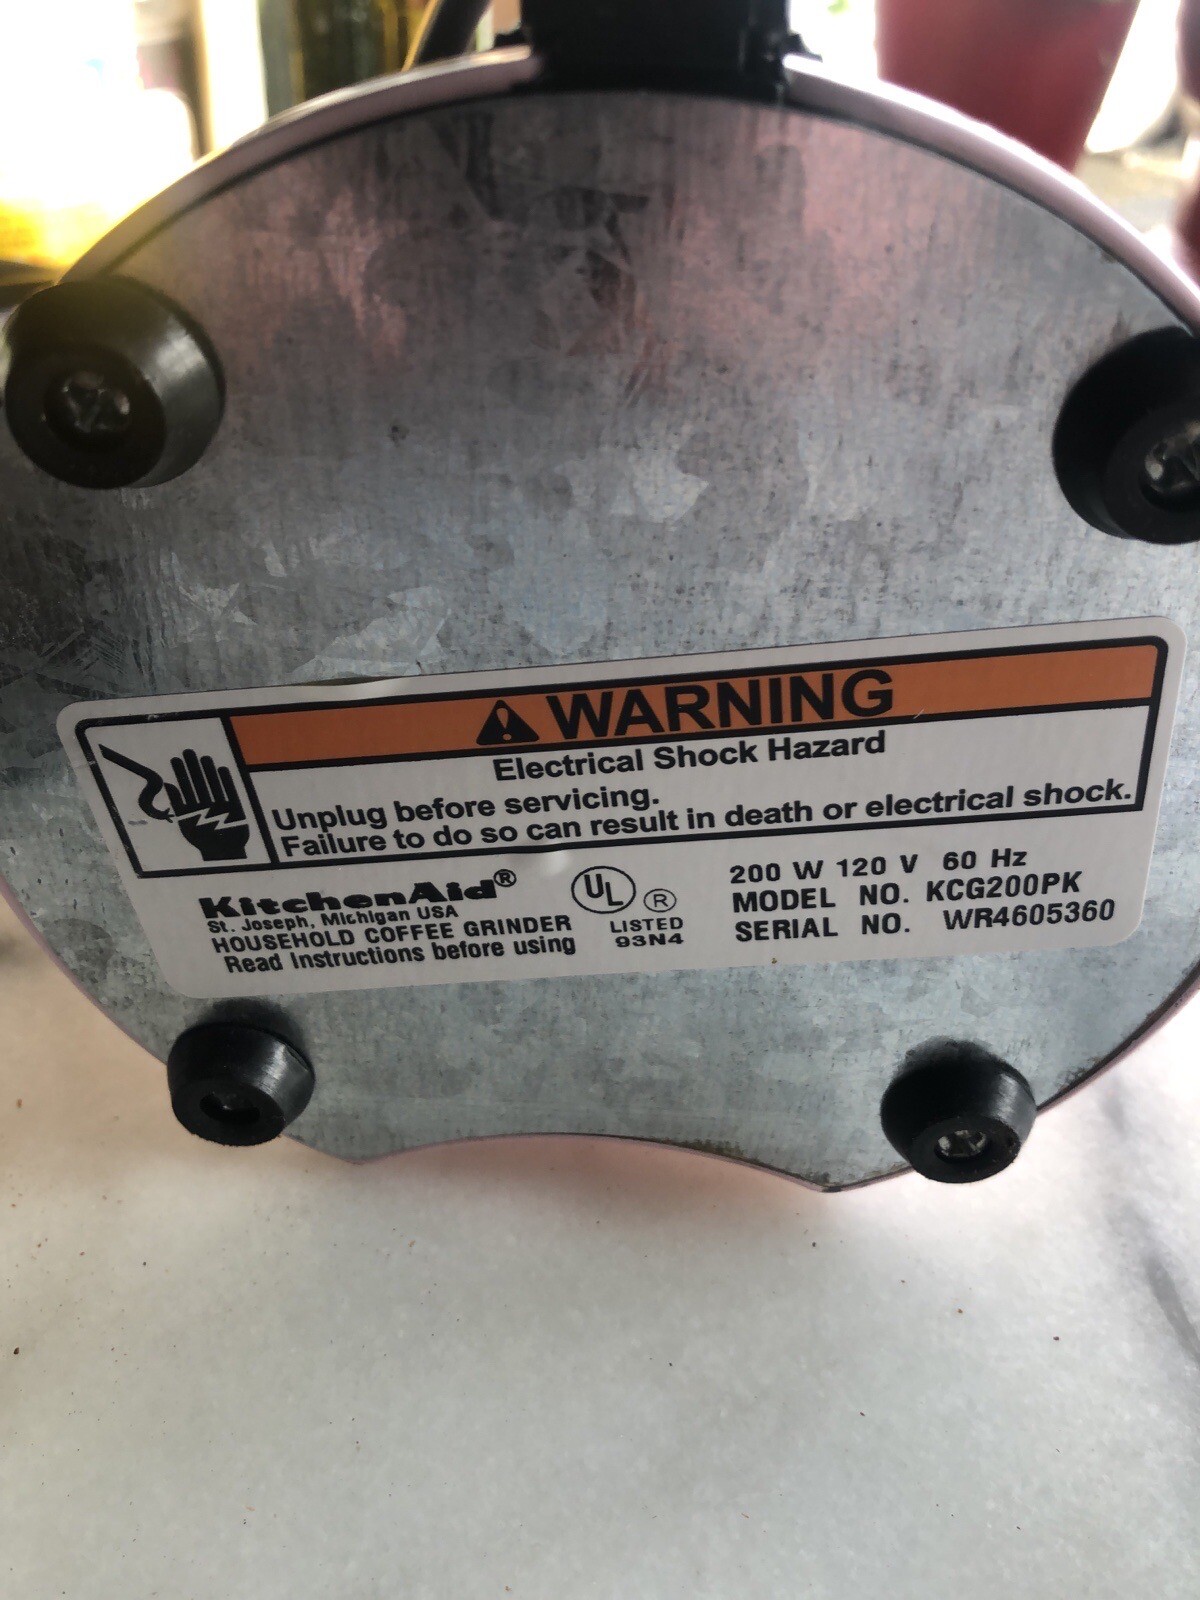 WARNING
Electrical Shock Hazard
Unplug before servicing.
Failure to do so can result in death or electrical shock.
KitchenAid®
St. Joseph, Michigan USA
HOUSEHOLD COFFEE GRINDER
Read Instructions before using
UL ®
LISTED
93N4
200 W 120 V 60 Hz
MODEL NO. KCG200PK
SERIAL NO. WR4605360